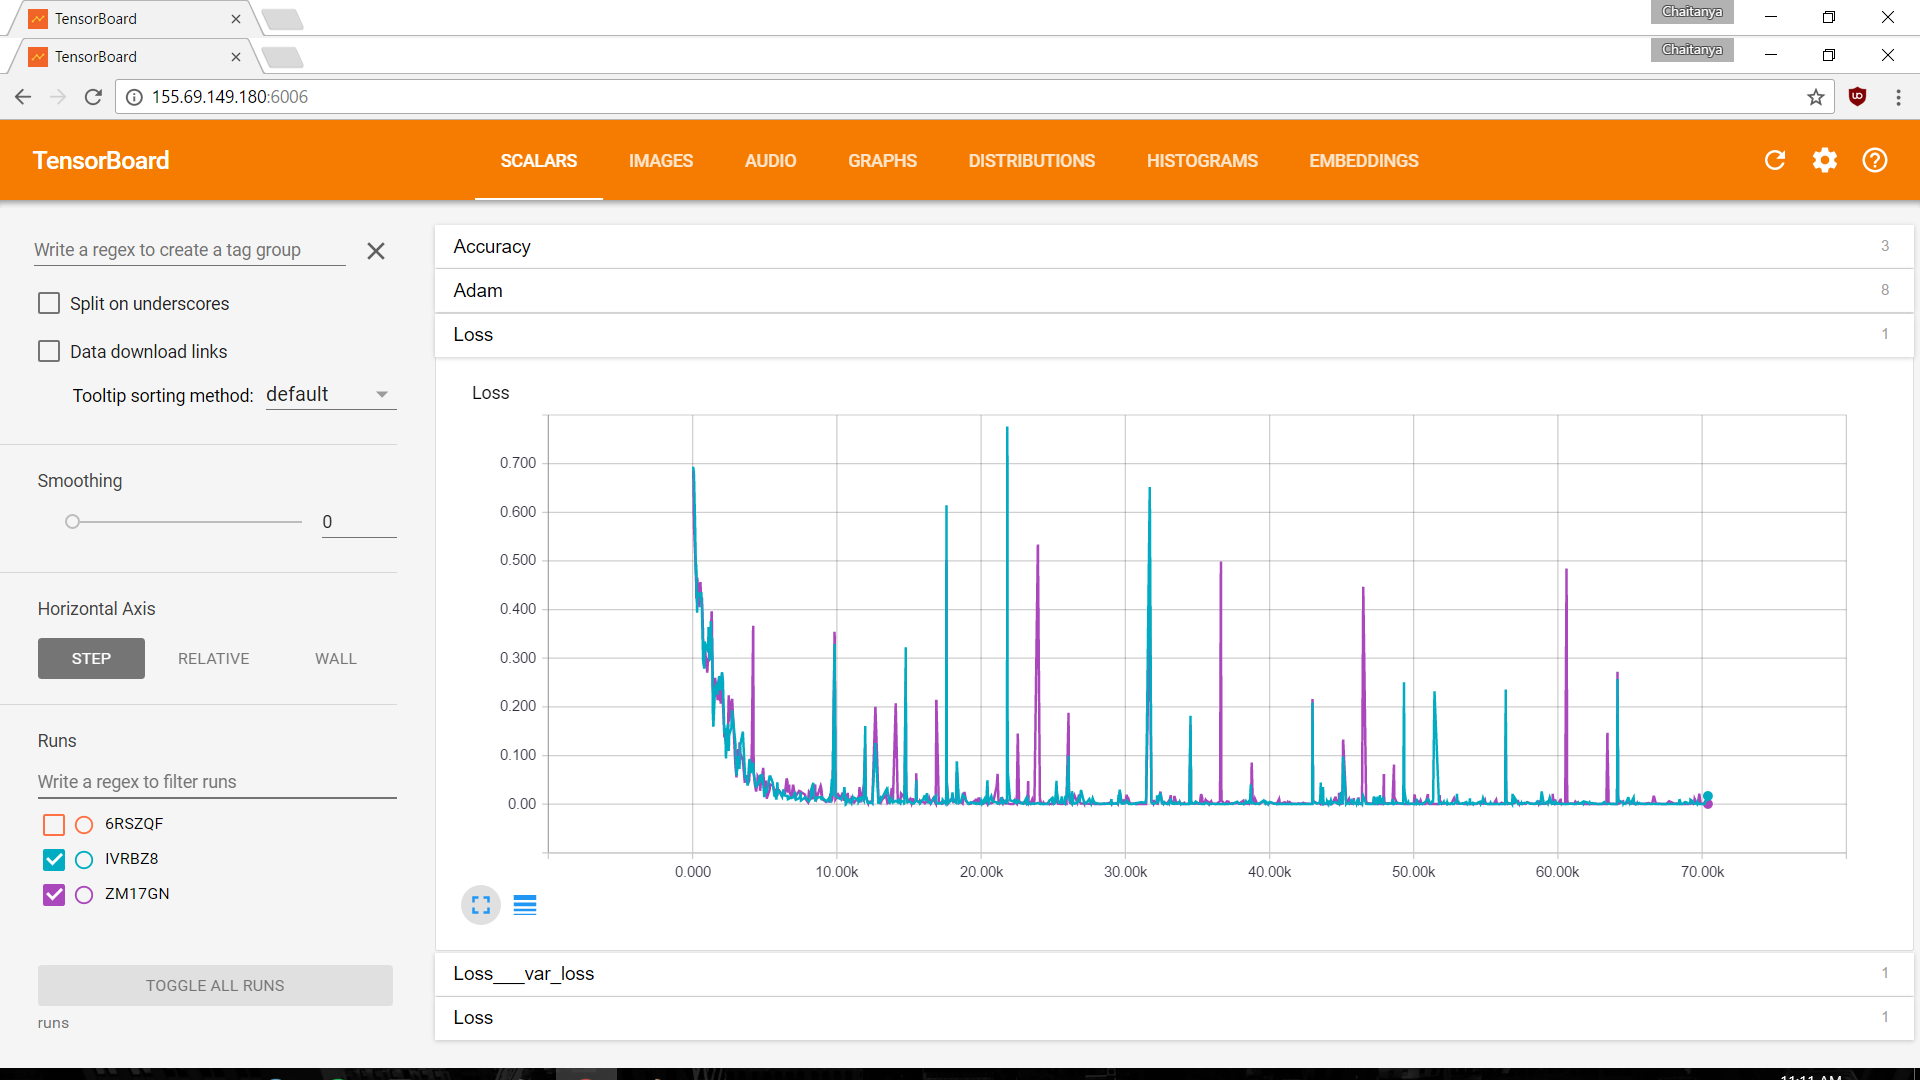 TensorBoard
Chaitanya
TensorBoard
Chaitanya
155.69.149.180:6006
TensorBoard
SCALARS IMAGES AUDIO GRAPHS DISTRIBUTIONS HISTOGRAMS EMBEDDINGS
Write a regex to create a tag group
Split on underscores
Data download links
Tooltip sorting method: default
Smoothing
0
Horizontal Axis
STEP RELATIVE WALL
Runs
Write a regex to filter runs
6RSZQF
IVRBZ8
ZM17GN
TOGGLE ALL RUNS
runs
Accuracy 3
Adam 8
Loss 1
Loss
0.700
0.600
0.500
0.400
0.300
0.200
0.100
0.00
0.000 10.00k 20.00k 30.00k 40.00k 50.00k 60.00k 70.00k
Loss___var_loss 1
Loss 1